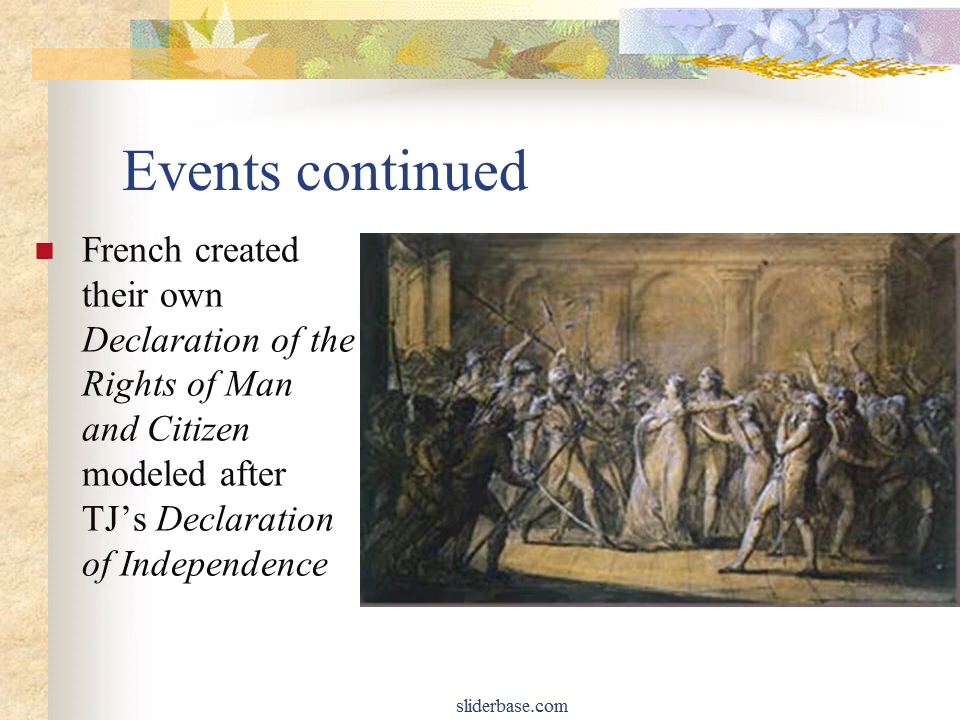 Events continued
French created
their own
Declaration of the
Rights of Man
and Citizen
modeled after
TJ’s Declaration
of Independence
sliderbase.com